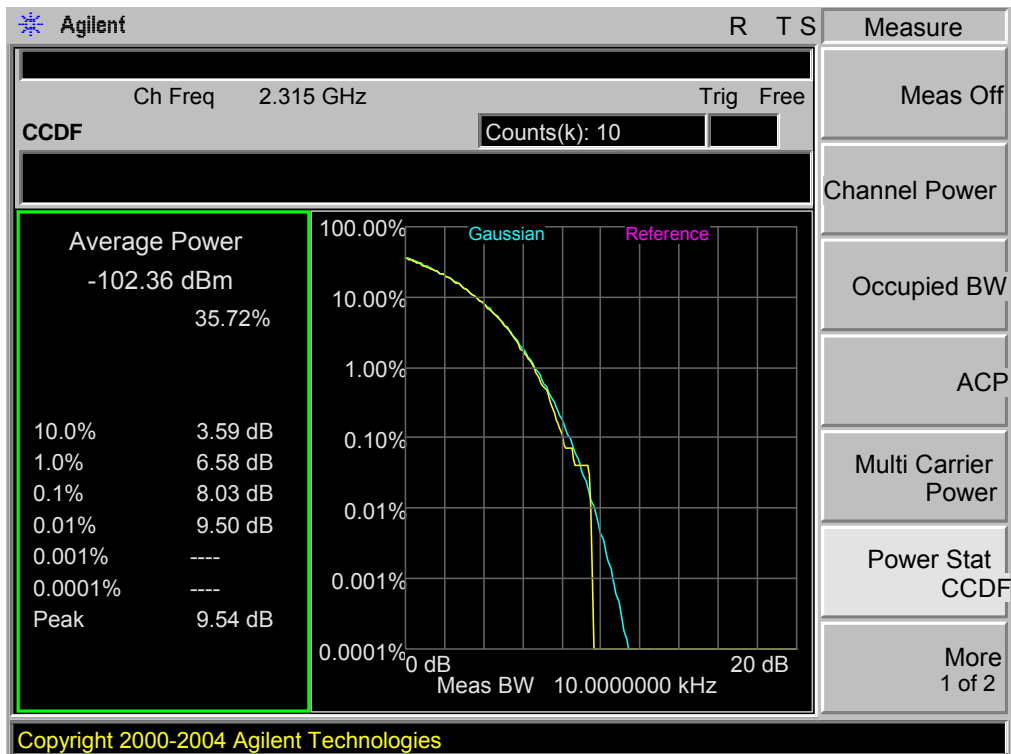 Agilent R T S
Measure
Ch Freq 2.315 GHz Trig Free
CCDF Counts(k): 10
Average Power
-102.36 dBm
35.72%
10.0% 3.59 dB
1.0% 6.58 dB
0.1% 8.03 dB
0.01% 9.50 dB
0.001% ----
0.0001% ----
Peak 9.54 dB
Gaussian Reference
100.00%
10.00%
1.00%
0.10%
0.01%
0.001%
0.0001%
0 dB 20 dB
Meas BW 10.0000000 kHz
Meas Off
Channel Power
Occupied BW
ACP
Multi Carrier
Power
Power Stat
CCDF
More
1 of 2
Copyright 2000-2004 Agilent Technologies